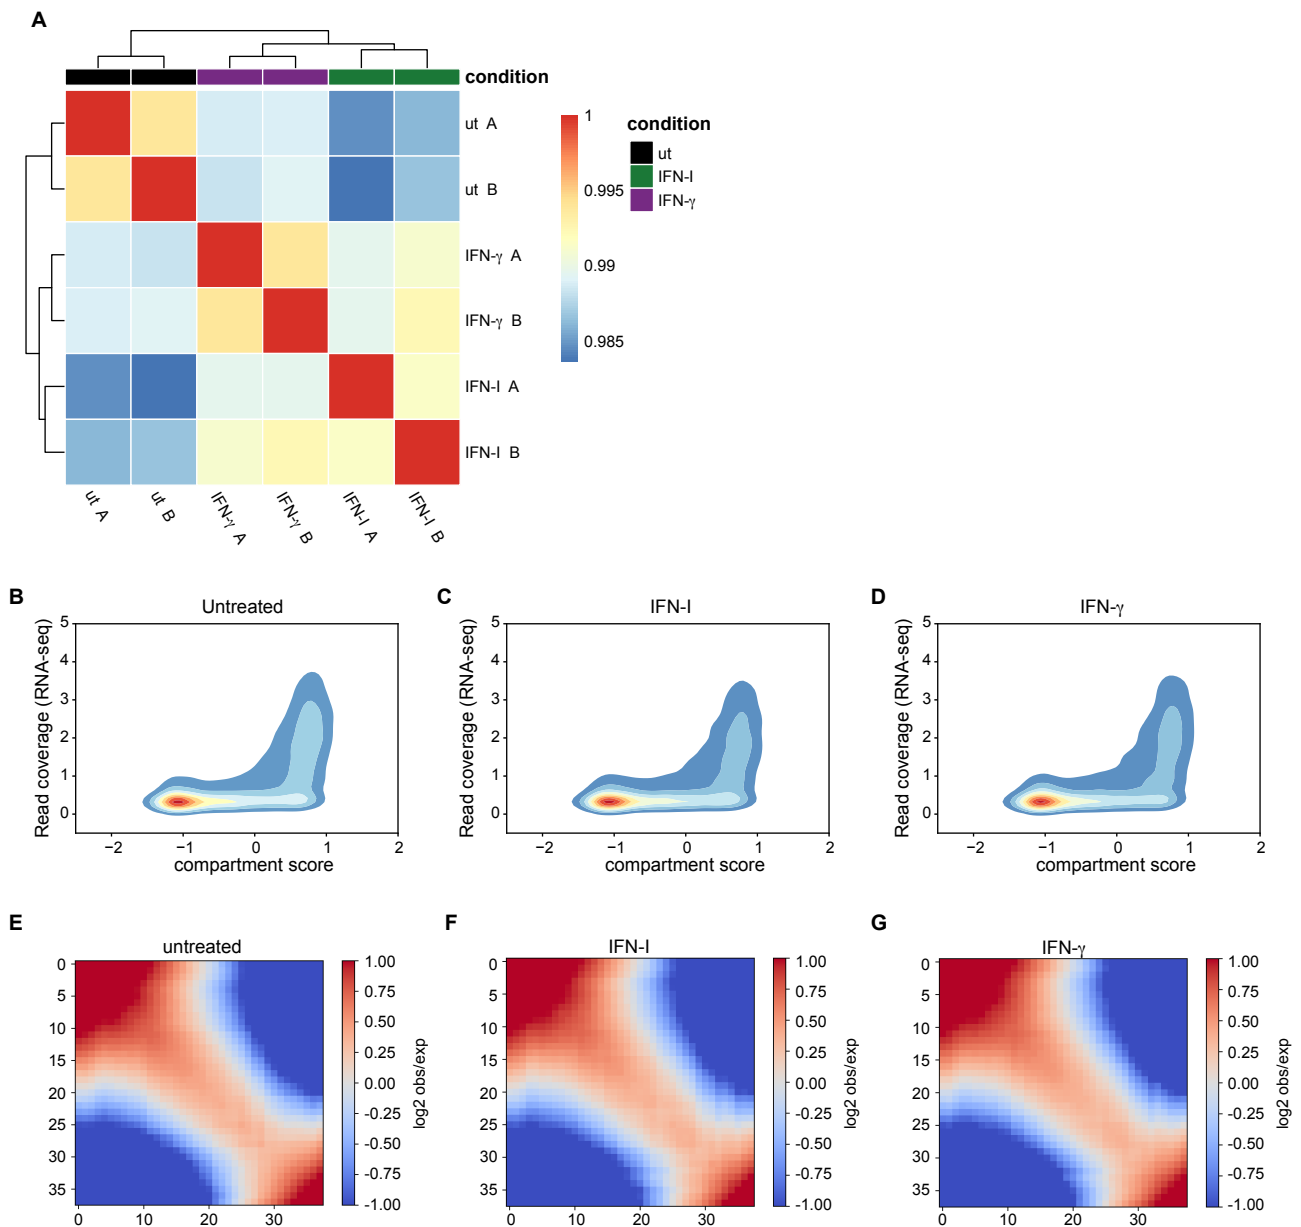 A
condition
ut A
ut B
IFN-γ A
IFN-γ B
IFN-I A
IFN-I B
1
0.995
0.99
0.985
condition
ut
IFN-I
IFN-γ
ut A
ut B
IFN-γ A
IFN-γ B
IFN-I A
IFN-I B
B
Untreated
Read coverage (RNA-seq)
5
4
3
2
1
0
−2 −1 0 1 2
compartment score
C
IFN-I
Read coverage (RNA-seq)
5
4
3
2
1
0
−2 −1 0 1 2
compartment score
D
IFN-γ
Read coverage (RNA-seq)
5
4
3
2
1
0
−2 −1 0 1 2
compartment score
E
untreated
0
5
10
15
20
25
30
35
0 10 20 30
1.00
0.75
0.50
0.25
0.00
-0.25
-0.50
-0.75
-1.00
log2 obs/exp
F
IFN-I
0
5
10
15
20
25
30
35
0 10 20 30
1.00
0.75
0.50
0.25
0.00
-0.25
-0.50
-0.75
-1.00
log2 obs/exp
G
IFN-γ
0
5
10
15
20
25
30
35
0 10 20 30
1.00
0.75
0.50
0.25
0.00
-0.25
-0.50
-0.75
-1.00
log2 obs/exp